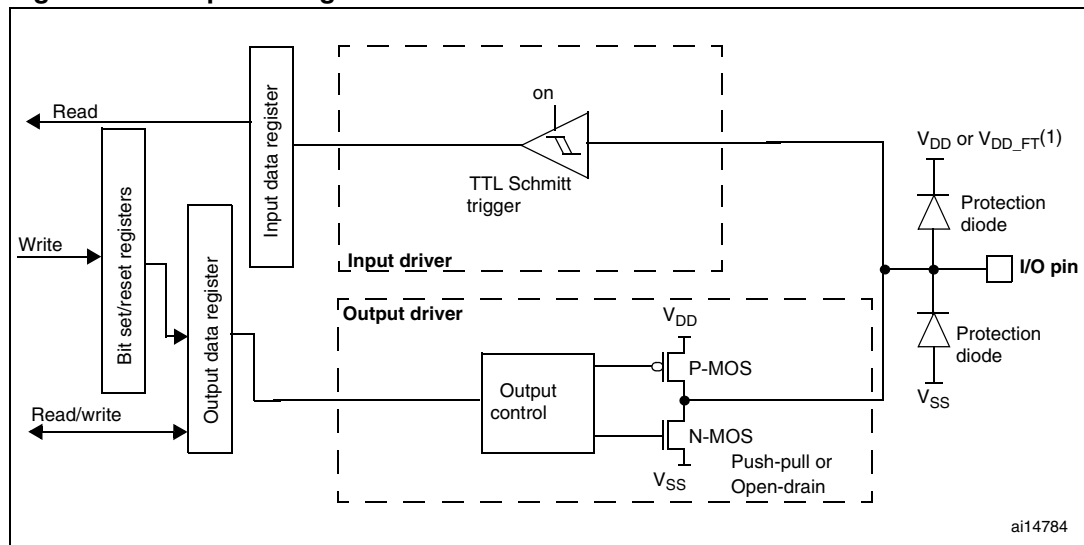 Read
Bit set/reset registers
Write
Read/write
Output data register
Input data register
on
TTL Schmitt
trigger
Input driver
Output driver
Output
control
VDD
P-MOS
N-MOS
VSS
Push-pull or
Open-drain
VDD or VDD_FT(1)
Protection
diode
I/O pin
Protection
diode
VSS
ai14784